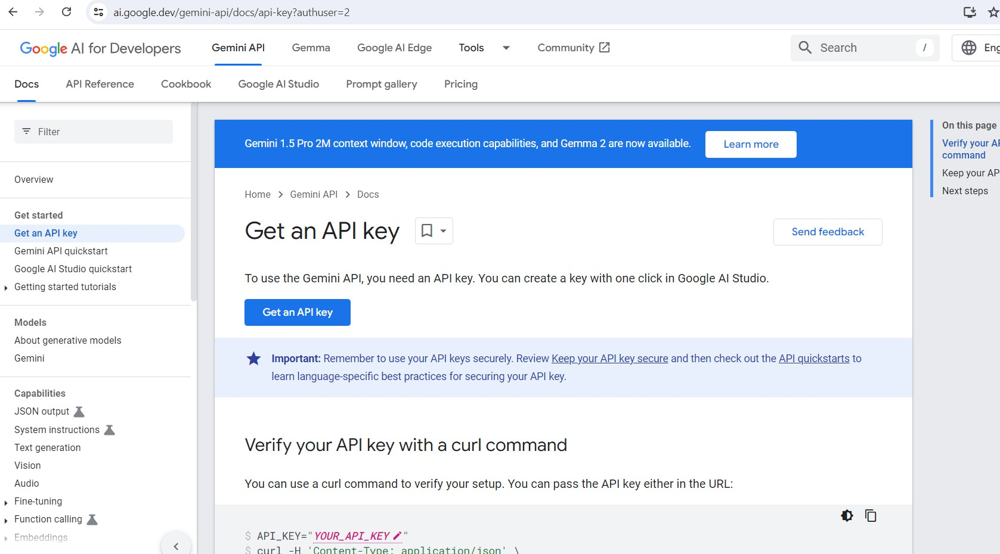 ai.google.dev/gemini-api/docs/api-key?authuser=2
Google AI for Developers
Gemini API
Gemma
Google AI Edge
Tools
Community
Search
/
Eng
Docs
API Reference
Cookbook
Google AI Studio
Prompt gallery
Pricing
Filter
Overview
Get started
Get an API key
Gemini API quickstart
Google AI Studio quickstart
Getting started tutorials
Models
About generative models
Gemini
Capabilities
JSON output
System instructions
Text generation
Vision
Audio
Fine-tuning
Function calling
Embeddings
Gemini 1.5 Pro 2M context window, code execution capabilities, and Gemma 2 are now available.
Learn more
Home > Gemini API > Docs
Get an API key
Send feedback
To use the Gemini API, you need an API key. You can create a key with one click in Google AI Studio.
Get an API key
Important: Remember to use your API keys securely. Review Keep your API key secure and then check out the API quickstarts to
learn language-specific best practices for securing your API key.
Verify your API key with a curl command
You can use a curl command to verify your setup. You can pass the API key either in the URL:
$ API_KEY="YOUR_API_KEY"
$ curl -H 'Content-Type: application/json' \
On this page
Verify your AP
command
Keep your AP
Next steps